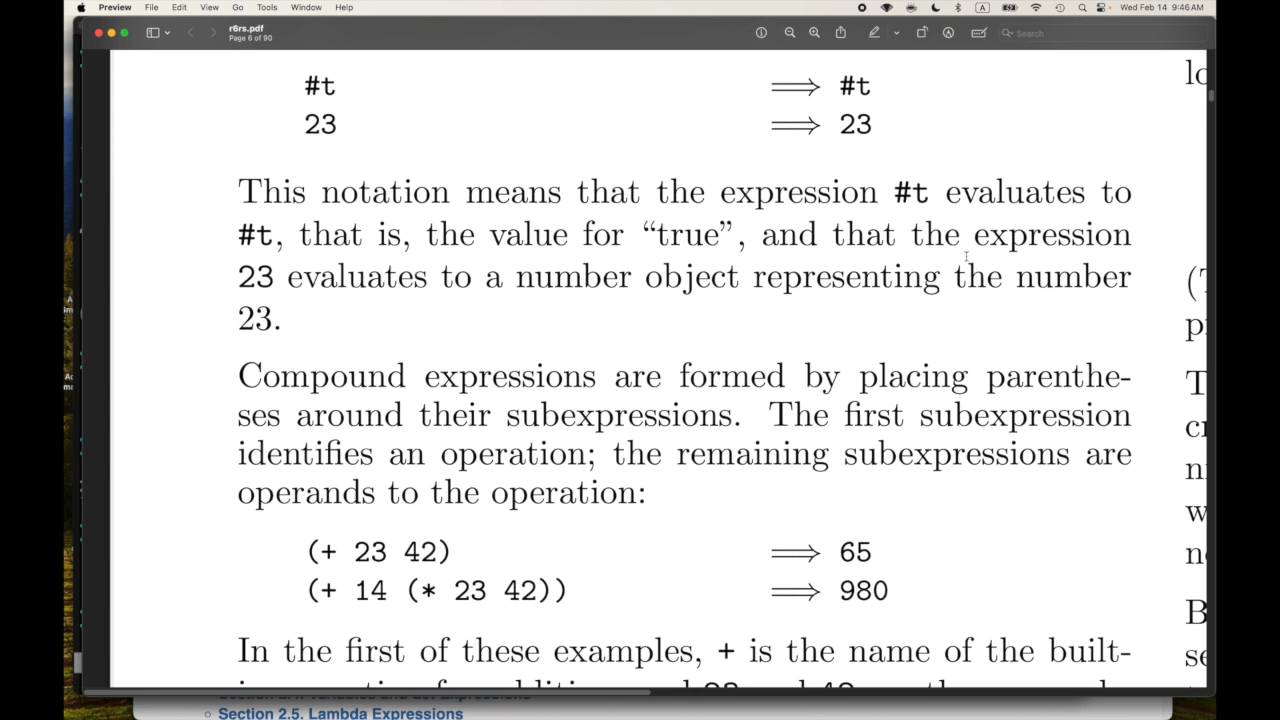 Preview File Edit View Go Tools Window Help
A
Wed Feb 14 9:46 AM
r6rs.pdf
Page 6 of 90
Search
#t ⟹ #t
23 ⟹ 23
This notation means that the expression #t evaluates to
#t, that is, the value for “true”, and that the expression
23 evaluates to a number object representing the number
23.
Compound expressions are formed by placing parenthe-
ses around their subexpressions. The first subexpression
identifies an operation; the remaining subexpressions are
operands to the operation:
(+ 23 42) ⟹ 65
(+ 14 (* 23 42)) ⟹ 980
In the first of these examples, + is the name of the built-
Section 2.5. Lambda Expressions